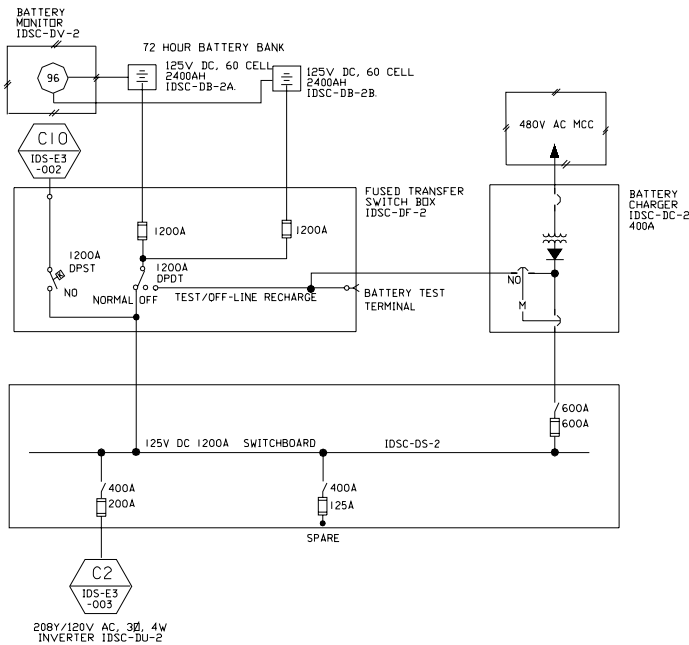 BATTERY
MONITOR
IDSC-DV-2
96
72 HOUR BATTERY BANK
125V DC, 60 CELL
2400AH
IDSC-DB-2A.
125V DC, 60 CELL
2400AH
IDSC-DB-2B.
480V AC MCC
C10
IDS-E3
-002
FUSED TRANSFER
SWITCH BOX
IDSC-DF-2
BATTERY
CHARGER
IDSC-DC-2
400A
1200A
1200A
1200A
DPST
NO
1200A
DPDT
NORMAL OFF
TEST/OFF-LINE RECHARGE
BATTERY TEST
TERMINAL
NO
M
600A
600A
125V DC 1200A SWITCHBOARD IDSC-DS-2
400A
200A
400A
125A
SPARE
C2
IDS-E3
-003
208Y/120V AC, 3Ø, 4W
INVERTER IDSC-DU-2